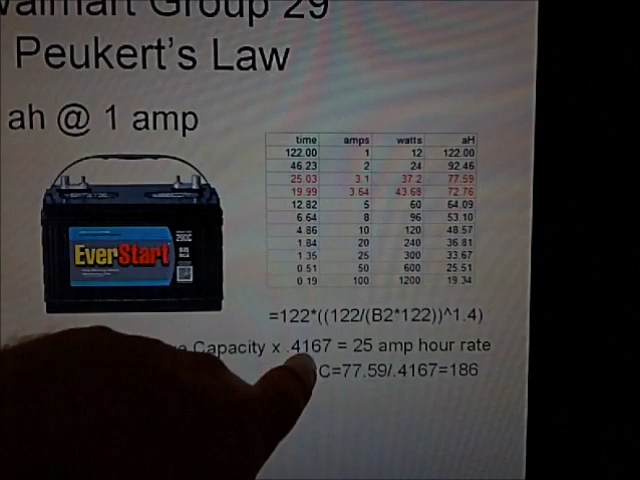 Walmart Group 29
Peukert's Law
ah @ 1 amp
time amps watts aH
122.00 1 12 122.00
46.23 2 24 92.46
25.03 3.1 37.2 77.59
19.99 3.64 43.68 72.76
12.82 5 60 64.09
6.64 8 96 53.10
4.86 10 120 48.57
1.84 20 240 36.81
1.35 25 300 33.67
0.51 50 600 25.51
0.19 100 1200 19.34
EverStart
=122*((122/(B2*122))^1.4)
Capacity x .4167 = 25 amp hour rate
C=77.59/.4167=186